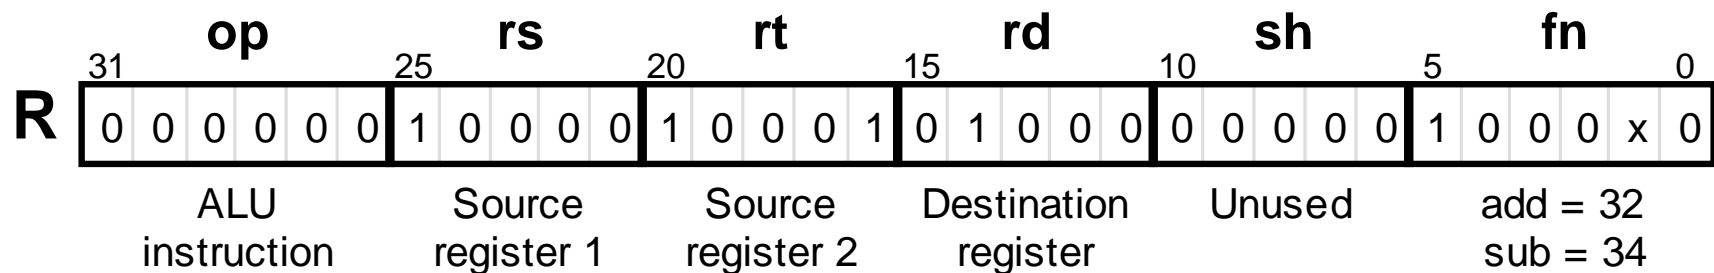 op rs rt rd sh fn
31 25 20 15 10 5 0
R 0 0 0 0 0 0 1 0 0 0 0 1 0 0 0 1 0 1 0 0 0 0 0 0 0 0 1 0 0 0 x 0
ALU Source Source Destination Unused add = 32
instruction register 1 register 2 register sub = 34